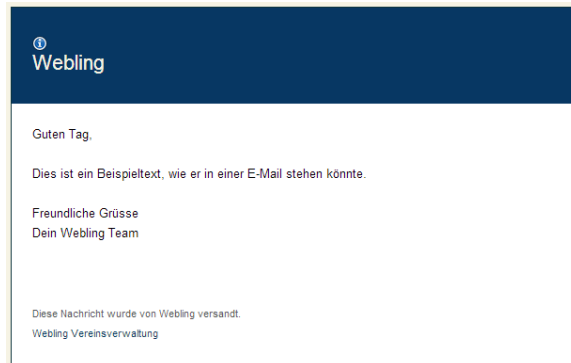 Webling
Guten Tag,
Dies ist ein Beispieltext, wie er in einer E-Mail stehen könnte.
Freundliche Grüsse
Dein Webling Team
Diese Nachricht wurde von Webling versandt.
Webling Vereinsverwaltung